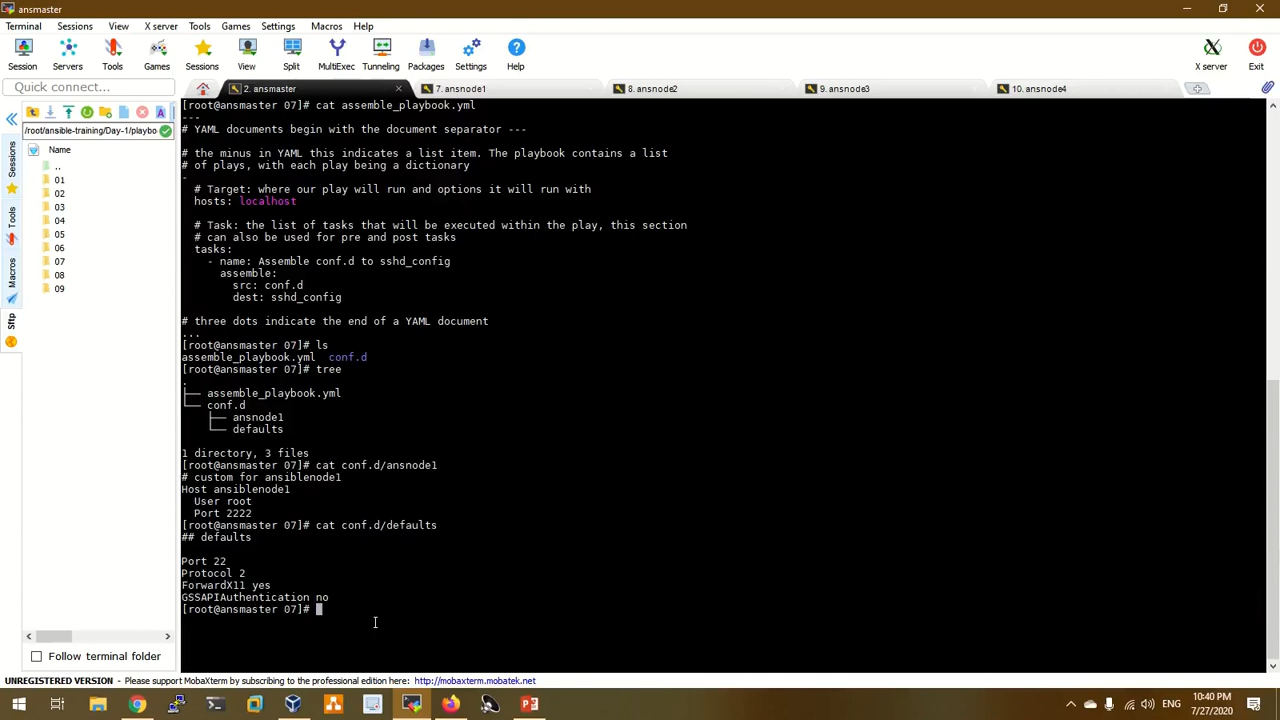 ansmaster
Terminal Sessions View X server Tools Games Settings Macros Help
Session Servers Tools Games Sessions View Split MultiExec Tunneling Packages Settings Help X server Exit
Quick connect...
2. ansmaster 7. ansnode1 8. ansnode2 9. ansnode3 10. ansnode4
/root/ansible-training/Day-1/playbo
Name
..
01
02
03
04
05
06
07
08
09
Sessions
Tools
Macros
Sftp
[root@ansmaster 07]# cat assemble_playbook.yml
---
# YAML documents begin with the document separator ---
# the minus in YAML this indicates a list item. The playbook contains a list
# of plays, with each play being a dictionary
-
# Target: where our play will run and options it will run with
hosts: localhost
# Task: the list of tasks that will be executed within the play, this section
# can also be used for pre and post tasks
tasks:
- name: Assemble conf.d to sshd_config
assemble:
src: conf.d
dest: sshd_config
# three dots indicate the end of a YAML document
...
[root@ansmaster 07]# ls
assemble_playbook.yml conf.d
[root@ansmaster 07]# tree
.
├── assemble_playbook.yml
└── conf.d
├── ansnode1
└── defaults
1 directory, 3 files
[root@ansmaster 07]# cat conf.d/ansnode1
# custom for ansiblenode1
Host ansiblenode1
User root
Port 2222
[root@ansmaster 07]# cat conf.d/defaults
## defaults
Port 22
Protocol 2
ForwardX11 yes
GSSAPIAuthentication no
[root@ansmaster 07]#
Follow terminal folder
UNREGISTERED VERSION - Please support MobaXterm by subscribing to the professional edition here: http://mobaxterm.mobatek.net
ENG
10:40 PM
7/27/2020